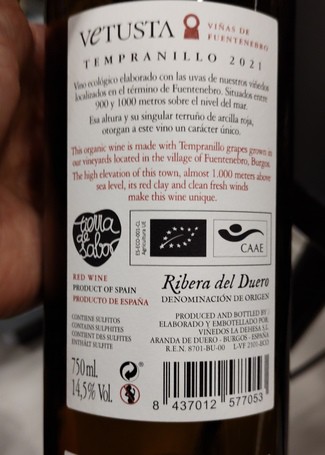 VETUSTA
VIÑAS DE
FUENTENEBRO
TEMPRANILLO 2021
Vino ecológico elaborado con las uvas de nuestros viñedos
localizados en el término de Fuentenebro. Situados entre
900 y 1000 metros sobre el nivel del mar.
Esa altura y su singular terruño de arcilla roja,
otorgan a este vino un carácter único.
This organic wine is made with Tempranillo grapes grown in
our vineyards located in the village of Fuentenebro, Burgos.
The high elevation of this town, almost 1.000 meters above
sea level, its red clay and clean fresh winds
make this wine unique.
tierra
de
sabor
ES-ECO-001-CL
Agricultura UE
CAAE
RED WINE
PRODUCT OF SPAIN
PRODUCTO DE ESPAÑA
Ribera del Duero
DENOMINACIÓN DE ORIGEN
CONTIENE SULFITOS
CONTAINS SULPHITES
CONTIENT DES SULFITES
ENTHÄLT SULFITE
PRODUCED AND BOTTLED BY:
ELABORADO Y EMBOTELLADO POR
VIÑEDOS LA DEHESA S.L.
ARANDA DE DUERO - BURGOS - ESPAÑA
R.E.N. 8701-BU-00
750 ml.
14,5% Vol.
8 437012 577053